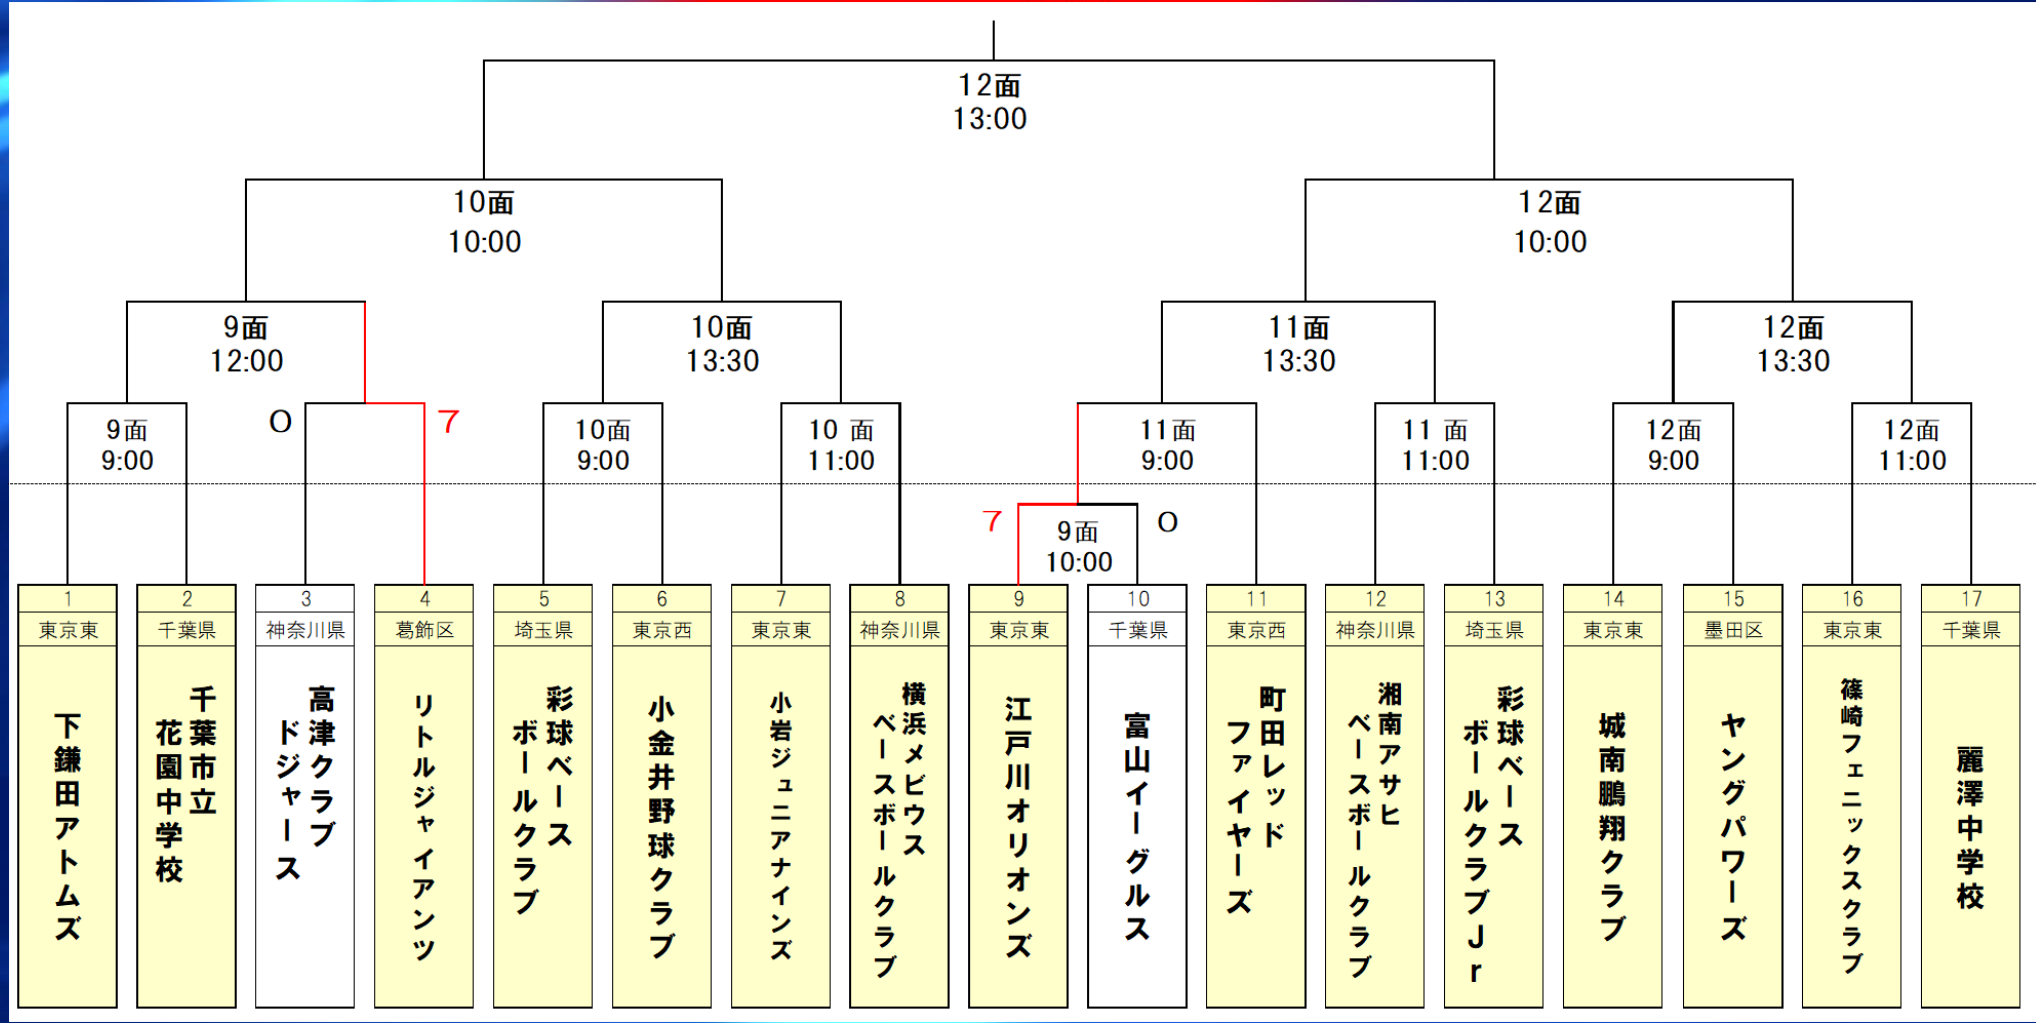 12面
13:00
10面
10:00
12面
10:00
9面
12:00
10面
13:30
11面
13:30
12面
13:30
9面
9:00
0
7
10面
9:00
10 面
11:00
11面
9:00
11 面
11:00
12面
9:00
12面
11:00
7
9面
10:00
0
1
東京東
下鎌田アトムズ
2
千葉県
千葉市立
花園中学校
3
神奈川県
高津クラブ
ドジャース
4
葛飾区
リトルジャイアンツ
5
埼玉県
彩球ベース
ボールクラブ
6
東京西
小金井野球クラブ
7
東京東
小岩ジュニアナインズ
8
神奈川県
横浜メビウス
ベースボールクラブ
9
東京東
江戸川オリオンズ
10
千葉県
富山イーグルス
11
東京西
町田レッド
ファイヤーズ
12
神奈川県
湘南アサヒ
ベースボールクラブ
13
埼玉県
彩球ベース
ボールクラブJr
14
東京東
城南鵬翔クラブ
15
墨田区
ヤングパワーズ
16
東京東
篠崎フェニックスクラブ
17
千葉県
麗澤中学校